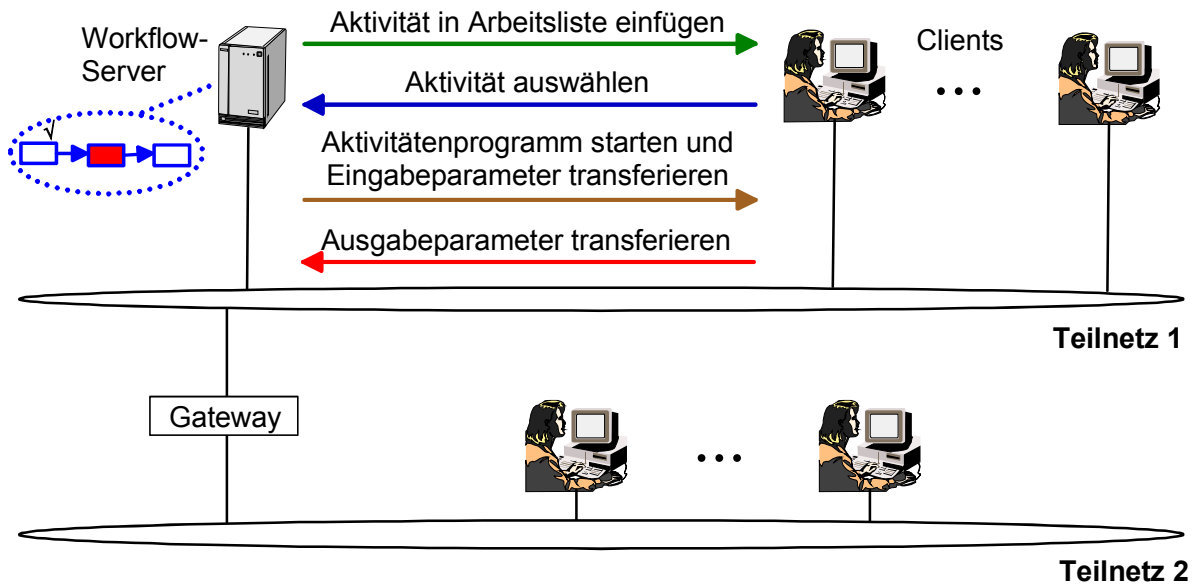 Workflow-
Server
Aktivität in Arbeitsliste einfügen
Clients
...
Aktivität auswählen
√
Aktivitätenprogramm starten und
Eingabeparameter transferieren
Ausgabeparameter transferieren
Teilnetz 1
Gateway
...
Teilnetz 2